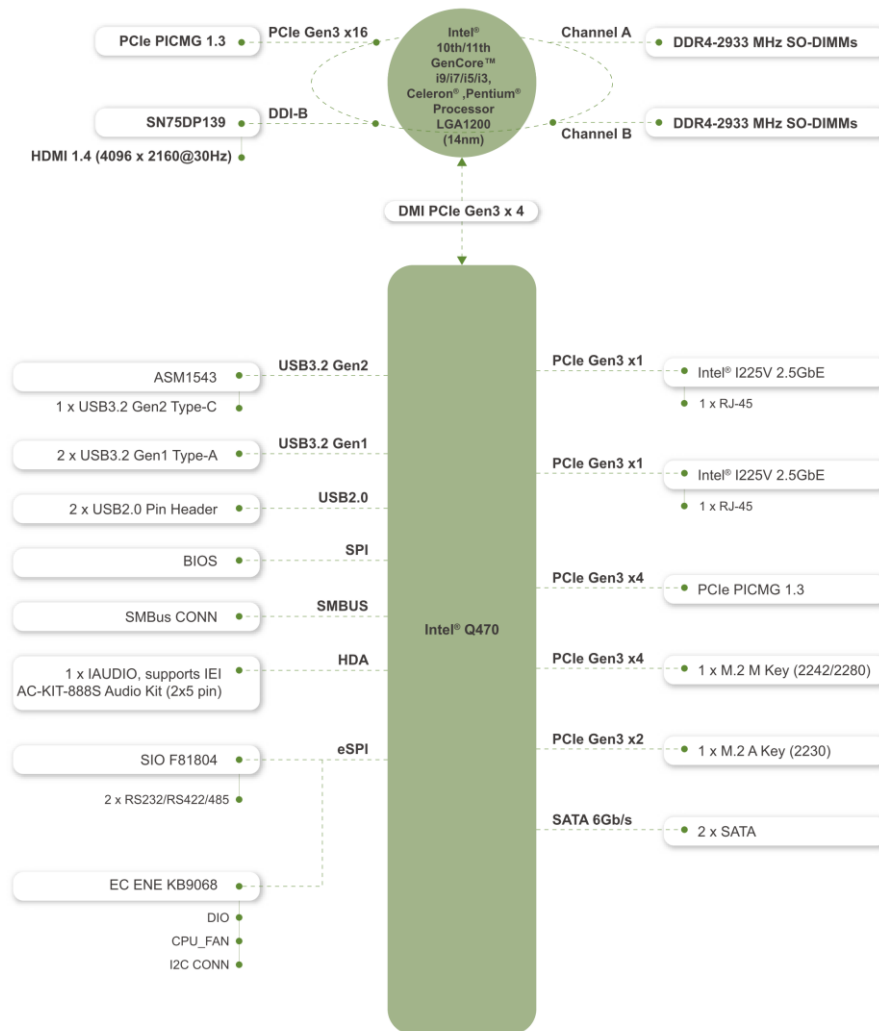 PCIe PICMG 1.3
PCIe Gen3 x16
Intel®
10th/11th
GenCore™
i9/i7/i5/i3,
Celeron® ,Pentium®
Processor
LGA1200
(14nm)
Channel A
DDR4-2933 MHz SO-DIMMs
SN75DP139
DDI-B
Channel B
DDR4-2933 MHz SO-DIMMs
HDMI 1.4 (4096 x 2160@30Hz)
DMI PCIe Gen3 x 4
Intel® Q470
USB3.2 Gen2
ASM1543
1 x USB3.2 Gen2 Type-C
USB3.2 Gen1
2 x USB3.2 Gen1 Type-A
USB2.0
2 x USB2.0 Pin Header
SPI
BIOS
SMBUS
SMBus CONN
HDA
1 x IAUDIO, supports IEI
AC-KIT-888S Audio Kit (2x5 pin)
eSPI
SIO F81804
2 x RS232/RS422/485
EC ENE KB9068
DIO
CPU_FAN
I2C CONN
PCIe Gen3 x1
Intel® I225V 2.5GbE
1 x RJ-45
PCIe Gen3 x1
Intel® I225V 2.5GbE
1 x RJ-45
PCIe Gen3 x4
PCIe PICMG 1.3
PCIe Gen3 x4
1 x M.2 M Key (2242/2280)
PCIe Gen3 x2
1 x M.2 A Key (2230)
SATA 6Gb/s
2 x SATA